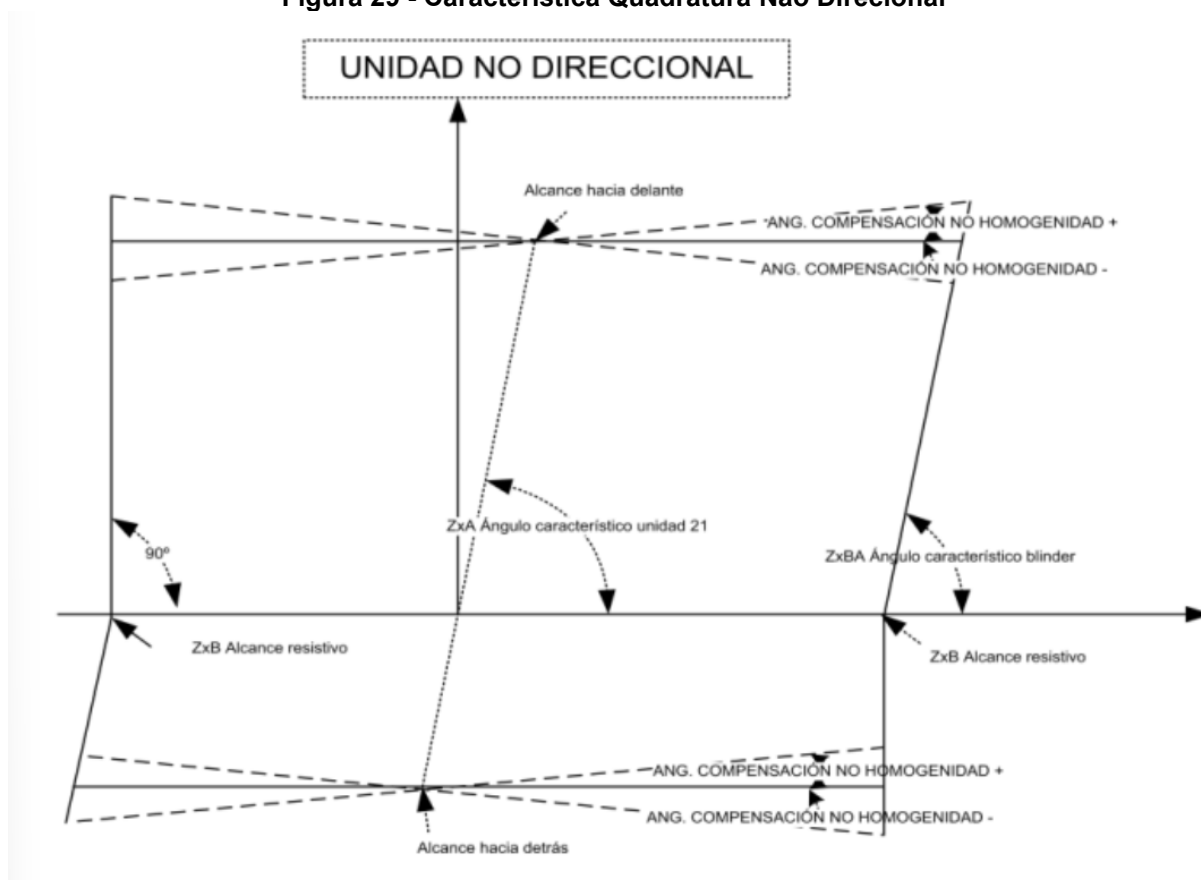 Figura 29 - Característica Quadratura Não Direcional
UNIDAD NO DIRECCIONAL
Alcance hacia delante
ANG. COMPENSACIÓN NO HOMOGENIDAD +
ANG. COMPENSACIÓN NO HOMOGENIDAD -
ZxA Ángulo característico unidad 21
90º
ZxBA Ángulo característico blinder
ZxB Alcance resistivo
ZxB Alcance resistivo
ANG. COMPENSACIÓN NO HOMOGENIDAD +
ANG. COMPENSACIÓN NO HOMOGENIDAD -
Alcance hacia detrás